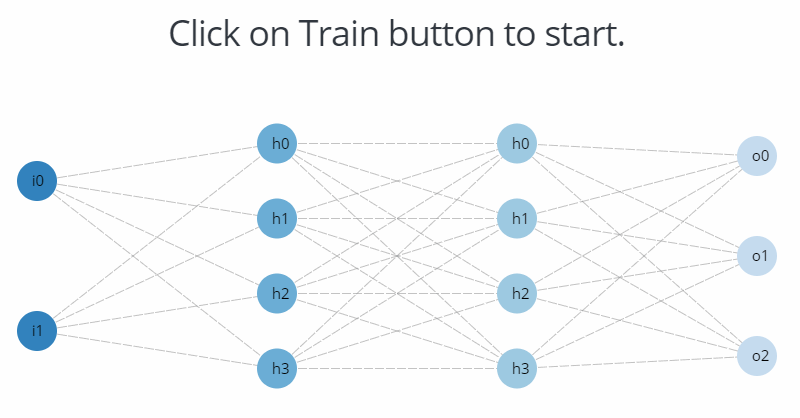 Click on Train button to start.
h0 h0
o0
i0
h1 h1
o1
h2 h2
i1
o2
h3 h3